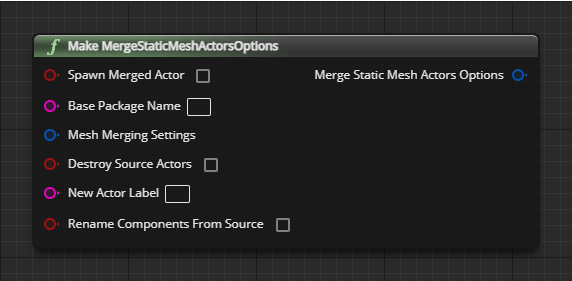 Make MergeStaticMeshActorsOptions
Spawn Merged Actor
Merge Static Mesh Actors Options
Base Package Name
Mesh Merging Settings
Destroy Source Actors
New Actor Label
Rename Components From Source